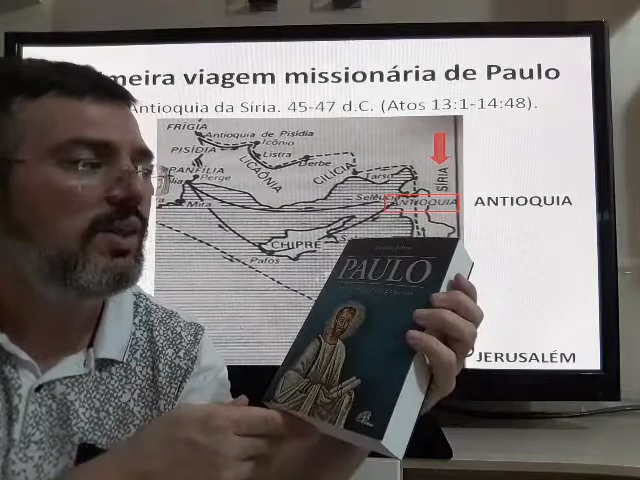 meira viagem missionária de Paulo
Antioquia da Síria. 45-47 d.C. (Atos 13:1-14:48).
FRÍGIA
Antioquia de Pisídia
Icônio
PISÍDIA
Listra
Derbe
LICAÔNIA
CILÍCIA
Tarso
SÍRIA
PANFÍLIA
Perge
Mira
ANTIOQUIA
ANTIOQUIA
CHIPRE
Pafos
PAULO
JERUSALÉM